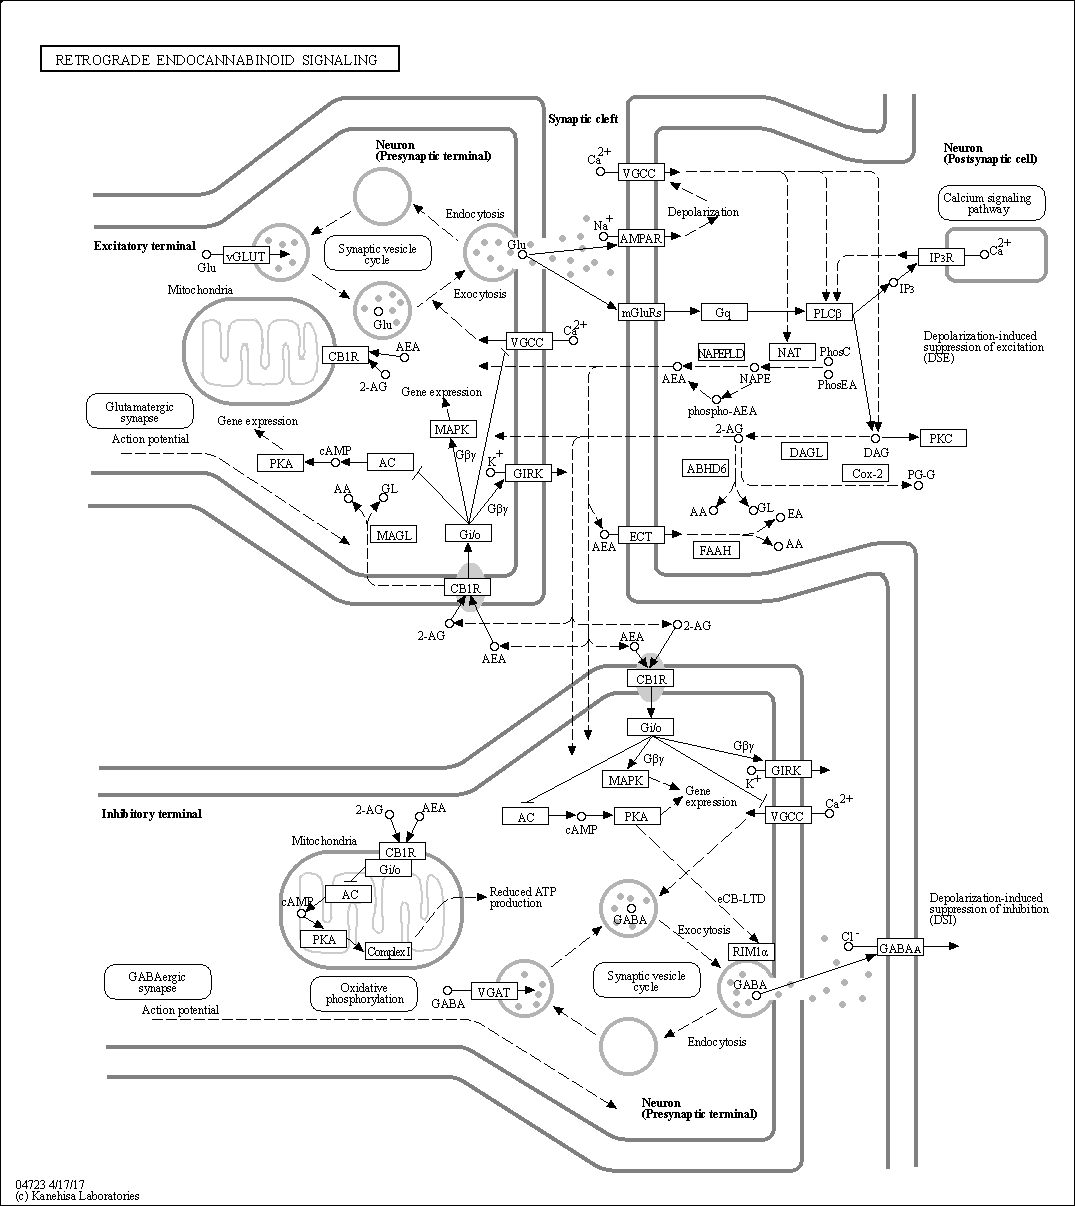 RETROGRADE ENDOCANNABINOID SIGNALING
Synaptic cleft
Neuron
(Presynaptic terminal)
Neuron
(Postsynaptic cell)
Ca2+
VGCC
Calcium signaling
pathway
Depolarization
Endocytosis
Na+
AMPAR
Excitatory terminal
Glu
vGLUT
Synaptic vesicle
cycle
Glu
IP3R
Ca2+
Mitochondria
Exocytosis
IP3
Glu
mGluRs
Gq
PLCβ
VGCC
Ca2+
Depolarization-induced
suppression of excitation
(DSE)
CB1R
AEA
2-AG
NAPEPLD
NAT
PhosC
AEA
NAPE
PhosEA
phospho-AEA
Glutamatergic
synapse
Gene expression
Gene expression
MAPK
Gβγ
Action potential
2-AG
DAG
PKC
DAGL
PKA
cAMP
AC
K+
GIRK
ABHD6
Cox-2
PG-G
AA
GL
Gβγ
MAGL
Gi/o
AA
GL
EA
AEA
ECT
FAAH
AA
CB1R
2-AG
AEA
AEA
2-AG
CB1R
Gi/o
Gβγ
Gβγ
MAPK
K+
GIRK
Gene
expression
Inhibitory terminal
2-AG
AEA
AC
cAMP
PKA
VGCC
Ca2+
Mitochondria
CB1R
Gi/o
AC
cAMP
PKA
Complex I
Reduced ATP
production
eCB-LTD
Depolarization-induced
suppression of inhibition
(DSI)
GABA
Exocytosis
Cl-
GABAA
RIM1α
GABAergic
synapse
Oxidative
phosphorylation
GABA
VGAT
Synaptic vesicle
cycle
GABA
Action potential
Endocytosis
Neuron
(Presynaptic terminal)
04723 4/17/17
(c) Kanehisa Laboratories